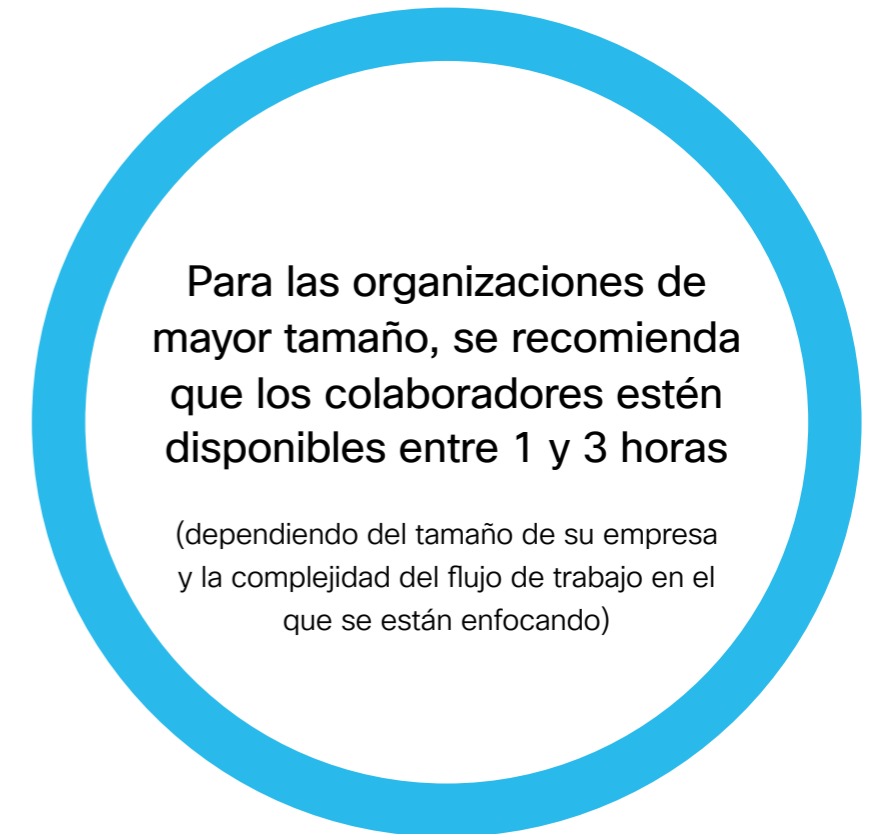 Para las organizaciones de
mayor tamaño, se recomienda
que los colaboradores estén
disponibles entre 1 y 3 horas
(dependiendo del tamaño de su empresa
y la complejidad del flujo de trabajo en el
que se están enfocando)